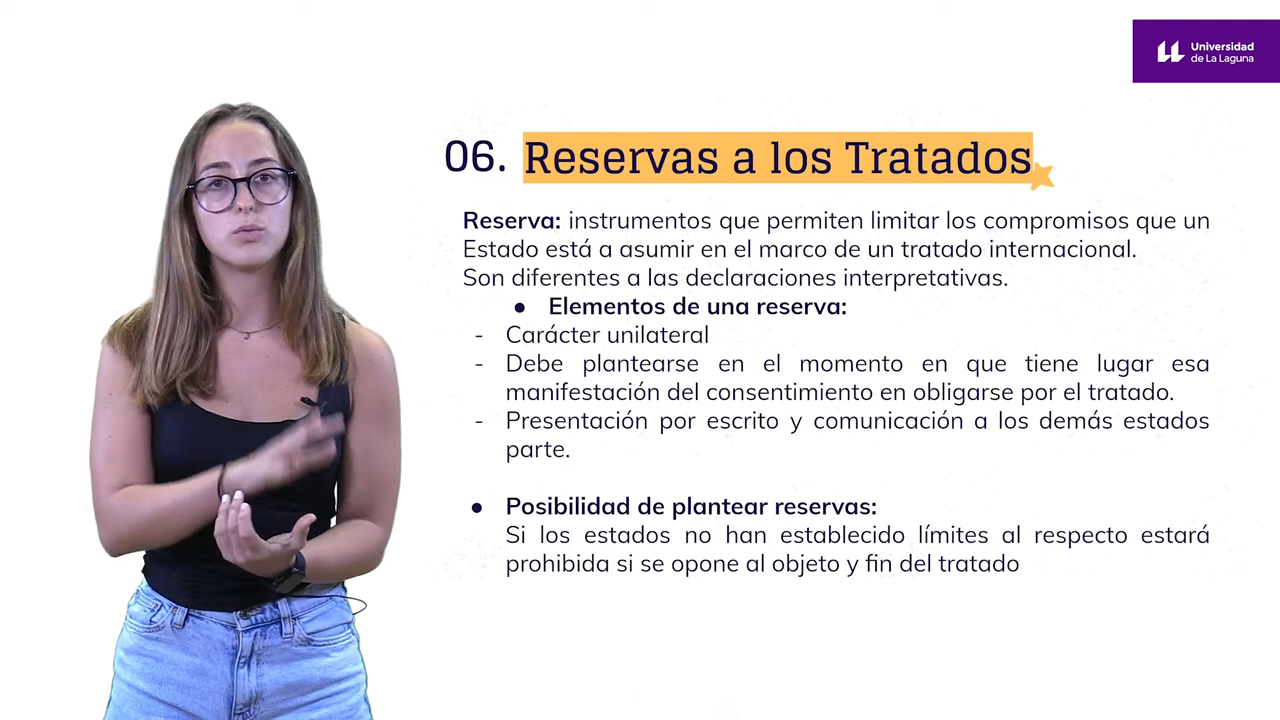 Universidad
de La Laguna
06. Reservas a los Tratados
Reserva: instrumentos que permiten limitar los compromisos que un
Estado está a asumir en el marco de un tratado internacional.
Son diferentes a las declaraciones interpretativas.
● Elementos de una reserva:
- Carácter unilateral
- Debe plantearse en el momento en que tiene lugar esa
manifestación del consentimiento en obligarse por el tratado.
- Presentación por escrito y comunicación a los demás estados
parte.
● Posibilidad de plantear reservas:
Si los estados no han establecido límites al respecto estará
prohibida si se opone al objeto y fin del tratado